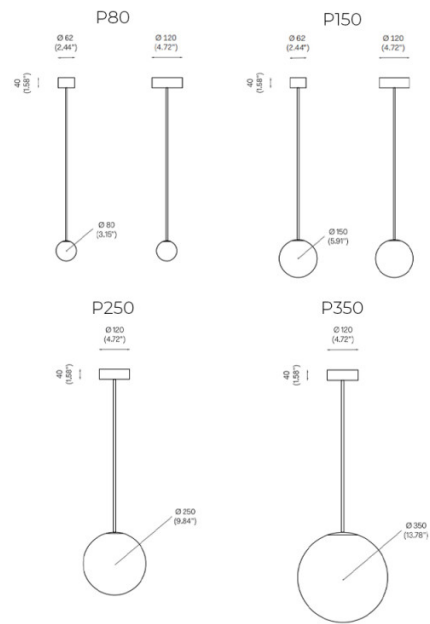 P80
Ø 62
(2.44")
Ø 120
(4.72")
40
(1.58")
Ø 80
(3.15")
P150
Ø 62
(2.44")
Ø 120
(4.72")
40
(1.58")
Ø 150
(5.91")
P250
Ø 120
(4.72")
40
(1.58")
Ø 250
(9.84")
P350
Ø 120
(4.72")
40
(1.58")
Ø 350
(13.78")